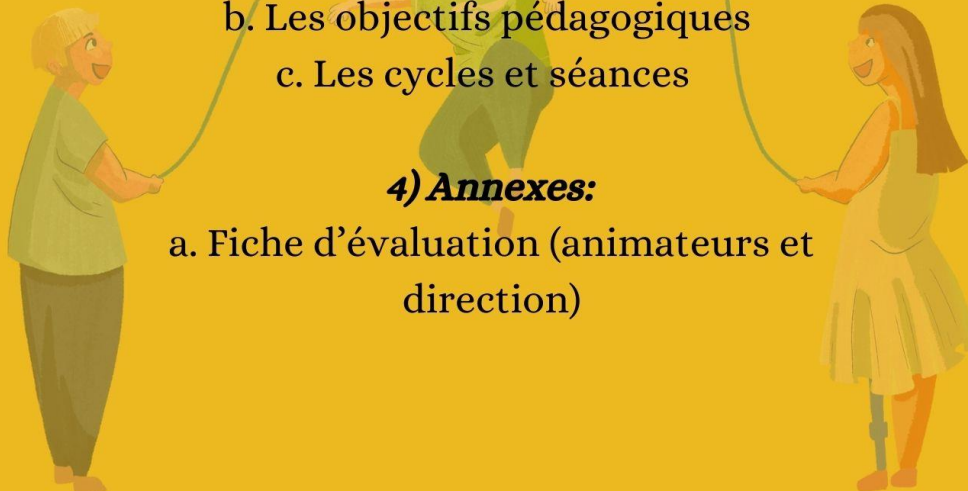 b. Les objectifs pédagogiques
c. Les cycles et séances
4) Annexes:
a. Fiche d’évaluation (animateurs et
direction)